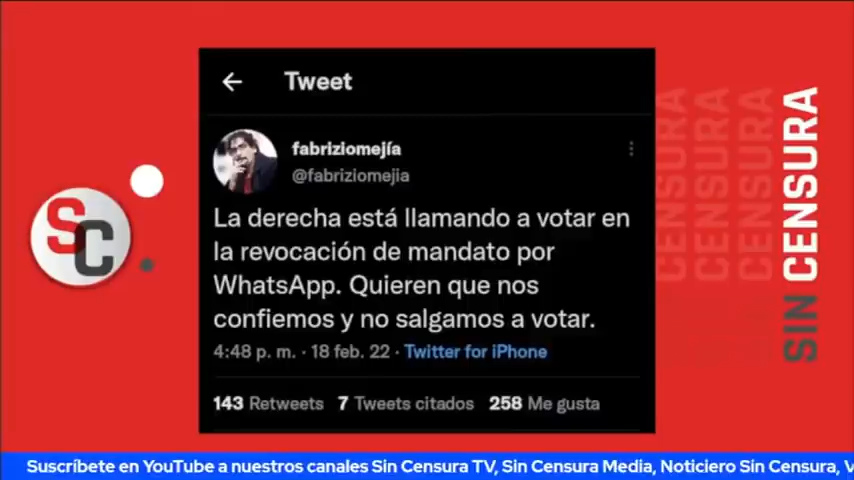 Tweet
fabriziomejía
@fabriziomejia
La derecha está llamando a votar en
la revocación de mandato por
WhatsApp. Quieren que nos
confiemos y no salgamos a votar.
4:48 p. m. · 18 feb. 22 · Twitter for iPhone
143 Retweets 7 Tweets citados 258 Me gusta
SC
SIN CENSURA
CENSURA
CENSURA
CENSURA
Suscríbete en YouTube a nuestros canales Sin Censura TV, Sin Censura Media, Noticiero Sin Censura, V